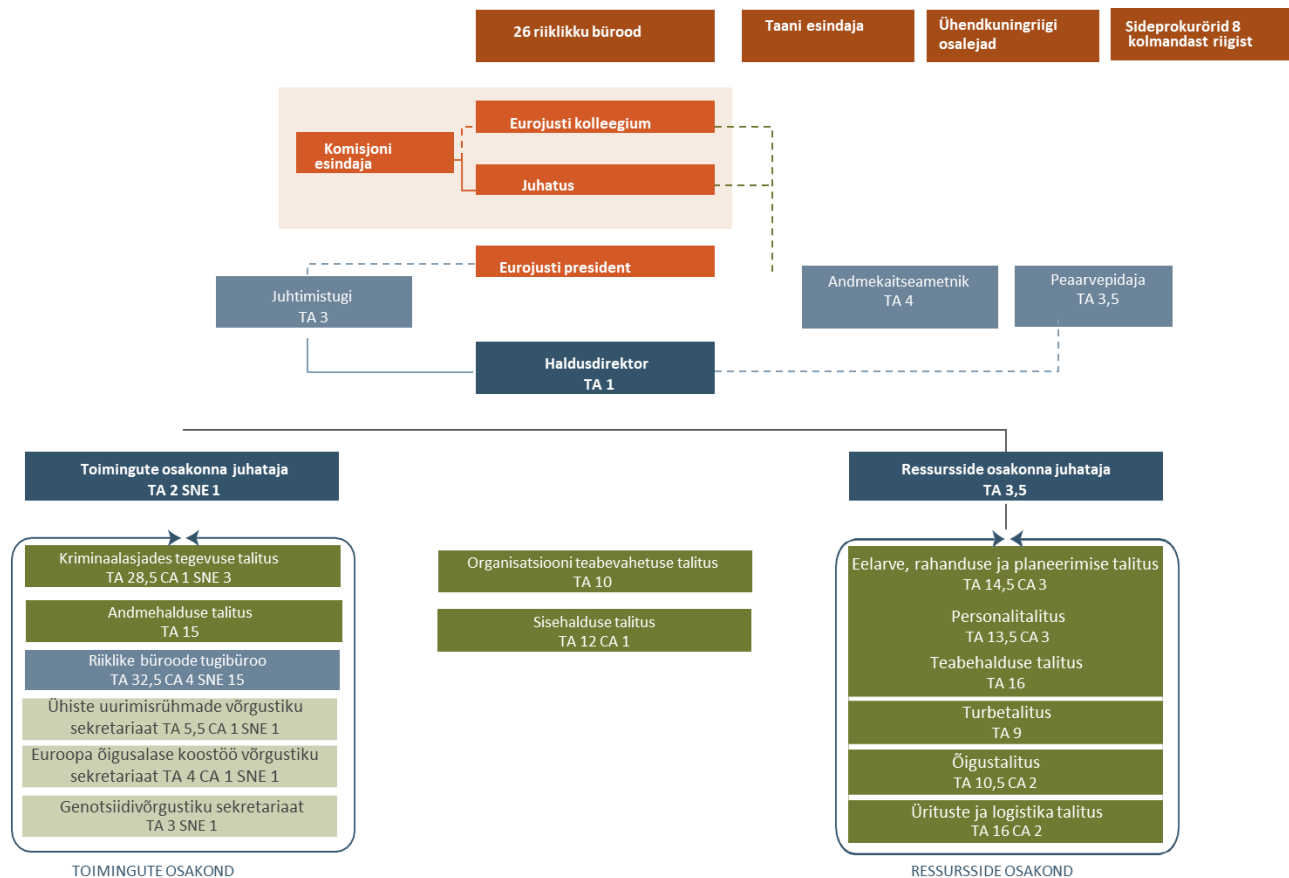 26 riiklikku bürood
Taani esindaja
Ühendkuningriigi
osalejad
Sideprokurörid 8
kolmandast riigist
Eurojusti kolleegium
Komisjoni
esindaja
Juhatus
Eurojusti president
Juhtimistugi
TA 3
Andmekaitseametnik
TA 4
Peaarvepidaja
TA 3,5
Haldusdirektor
TA 1
Toimingute osakonna juhataja
TA 2 SNE 1
Ressursside osakonna juhataja
TA 3,5
Kriminaalasjades tegevuse talitus
TA 28,5 CA 1 SNE 3
Andmehalduse talitus
TA 15
Riiklike büroode tugibüroo
TA 32,5 CA 4 SNE 15
Ühiste uurimisrühmade võrgustiku
sekretariaat TA 5,5 CA 1 SNE 1
Euroopa õigusalase koostöö võrgustiku
sekretariaat TA 4 CA 1 SNE 1
Genotsiidivõrgustiku sekretariaat
TA 3 SNE 1
TOIMINGUTE OSAKOND
Organisatsiooni teabevahetuse talitus
TA 10
Sisehalduse talitus
TA 12 CA 1
Eelarve, rahanduse ja planeerimise talitus
TA 14,5 CA 3
Personalitalitus
TA 13,5 CA 3
Teabehalduse talitus
TA 16
Turbetalitus
TA 9
Õigustalitus
TA 10,5 CA 2
Ürituste ja logistika talitus
TA 16 CA 2
RESSURSSIDE OSAKOND